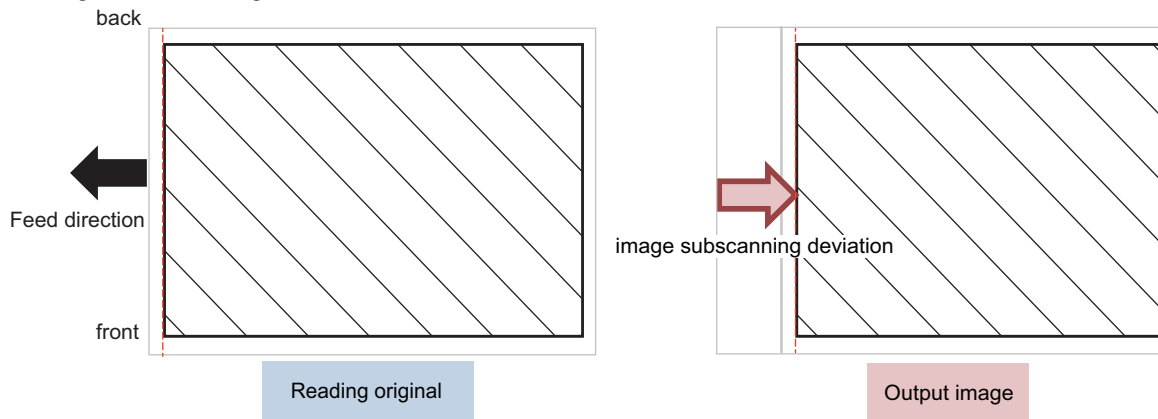 back
Feed direction
front
Reading original
image subscanning deviation
Output image